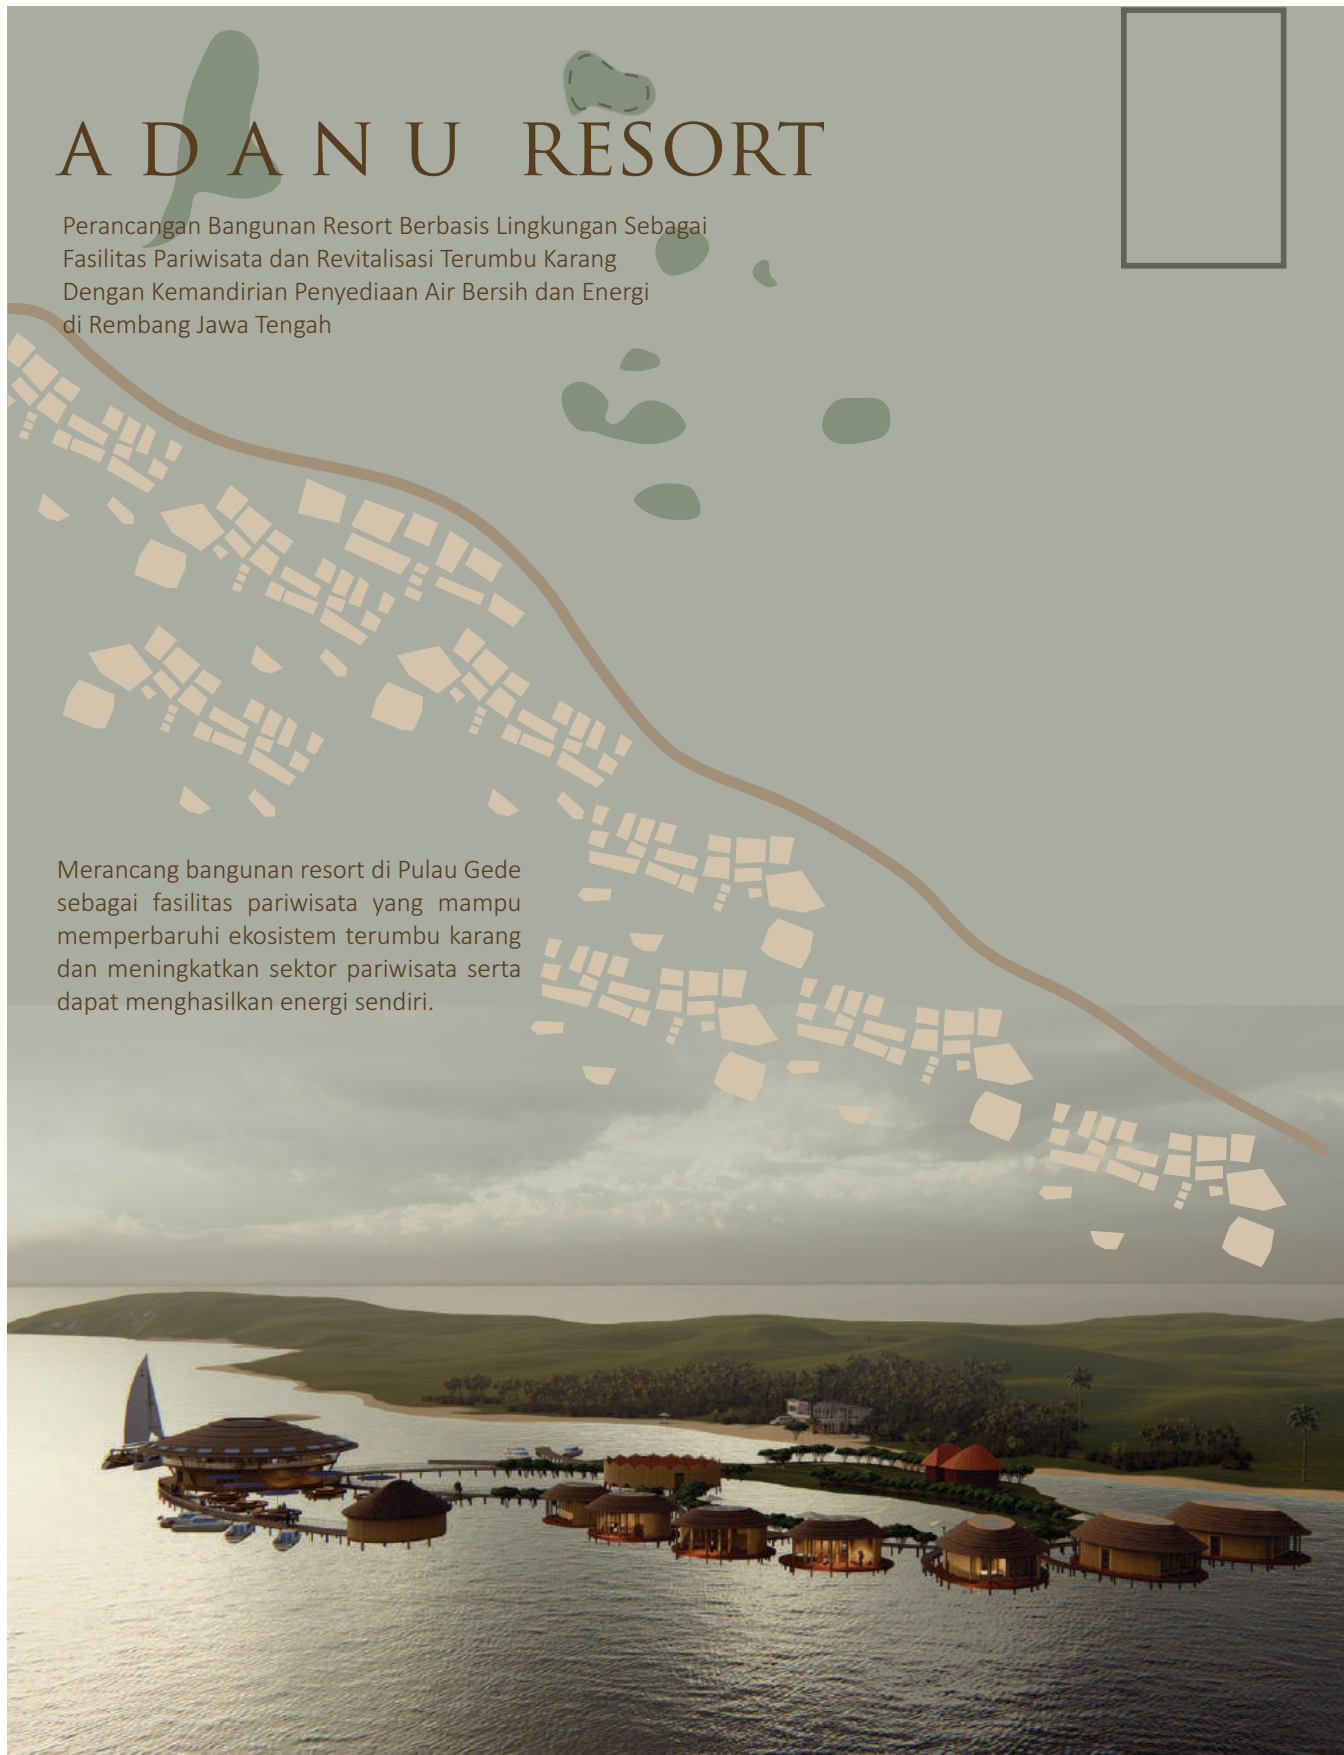 ADANU RESORT
Perancangan Bangunan Resort Berbasis Lingkungan Sebagai
Fasilitas Pariwisata dan Revitalisasi Terumbu Karang
Dengan Kemandirian Penyediaan Air Bersih dan Energi
di Rembang Jawa Tengah
Merancang bangunan resort di Pulau Gede
sebagai fasilitas pariwisata yang mampu
memperbaruhi ekosistem terumbu karang
dan meningkatkan sektor pariwisata serta
dapat menghasilkan energi sendiri.